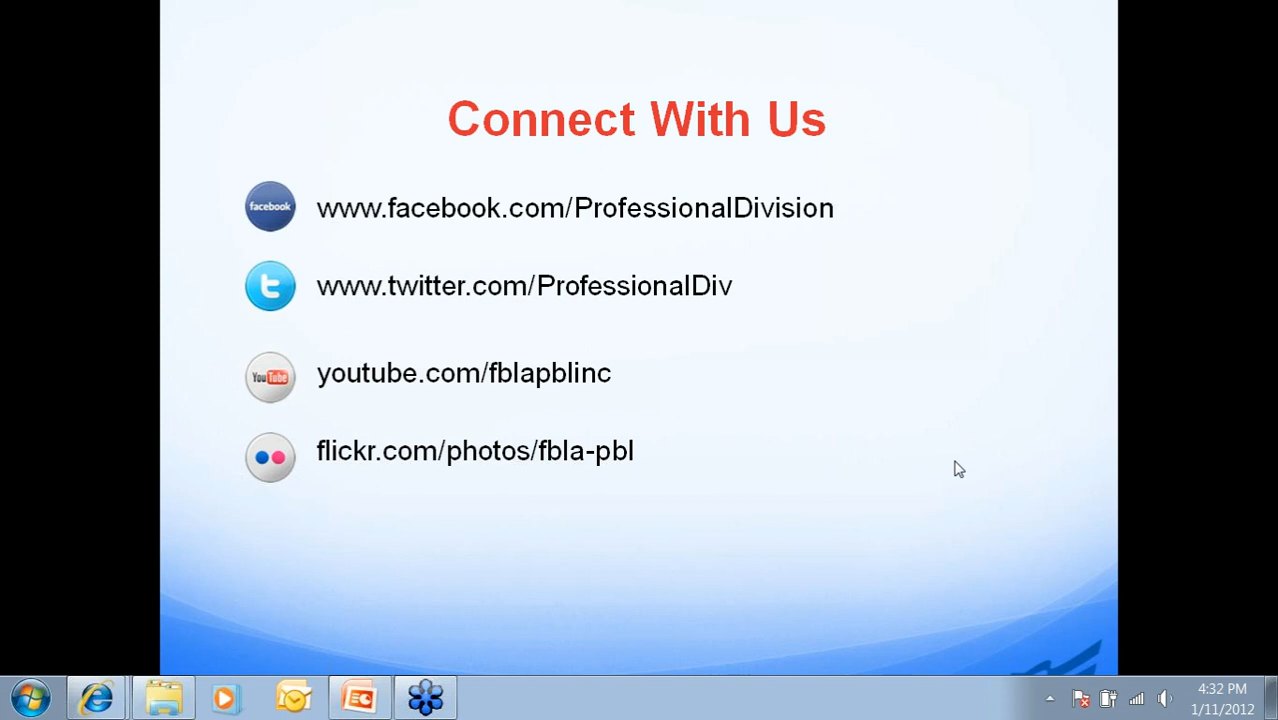 Connect With Us
facebook
www.facebook.com/ProfessionalDivision
www.twitter.com/ProfessionalDiv
You Tube
youtube.com/fblapblinc
flickr.com/photos/fbla-pbl
4:32 PM
1/11/2012